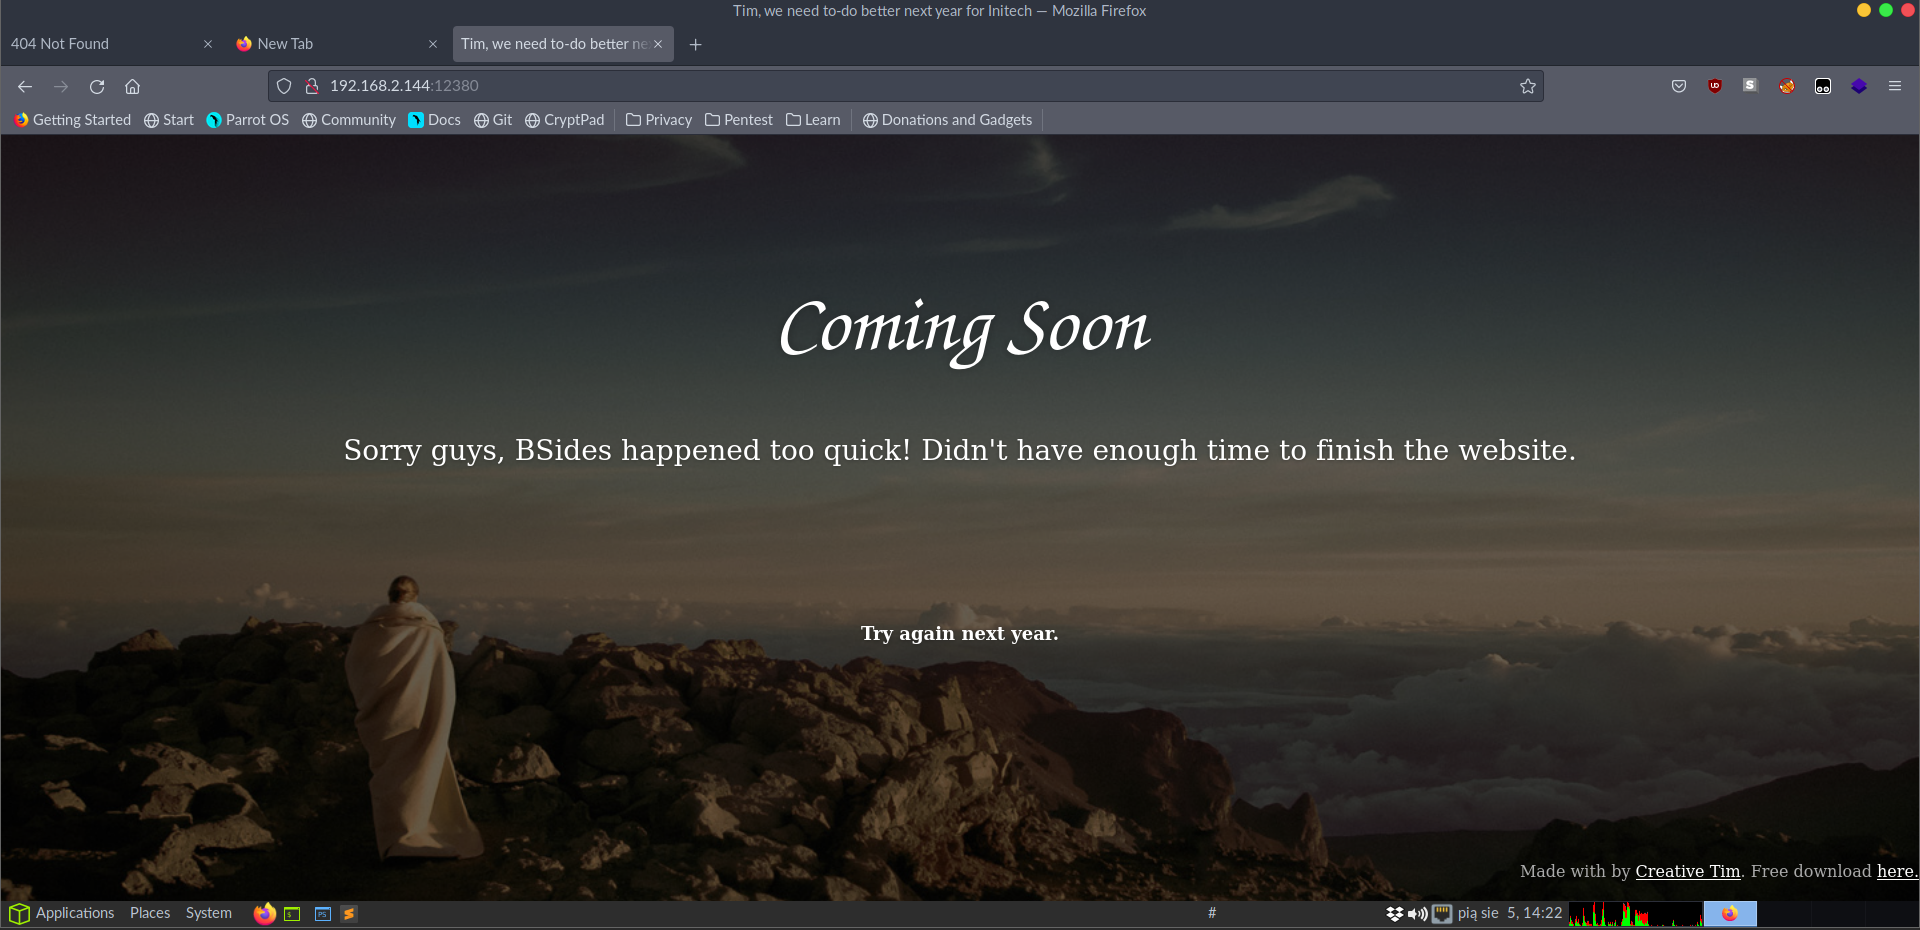 Tim, we need to-do better next year for Initech — Mozilla Firefox
404 Not Found
New Tab
Tim, we need to-do better ne
192.168.2.144:12380
Getting Started Start Parrot OS Community Docs Git CryptPad Privacy Pentest Learn Donations and Gadgets
Coming Soon
Sorry guys, BSides happened too quick! Didn't have enough time to finish the website.
Try again next year.
Made with by Creative Tim. Free download here.
Applications Places System # pią sie 5, 14:22